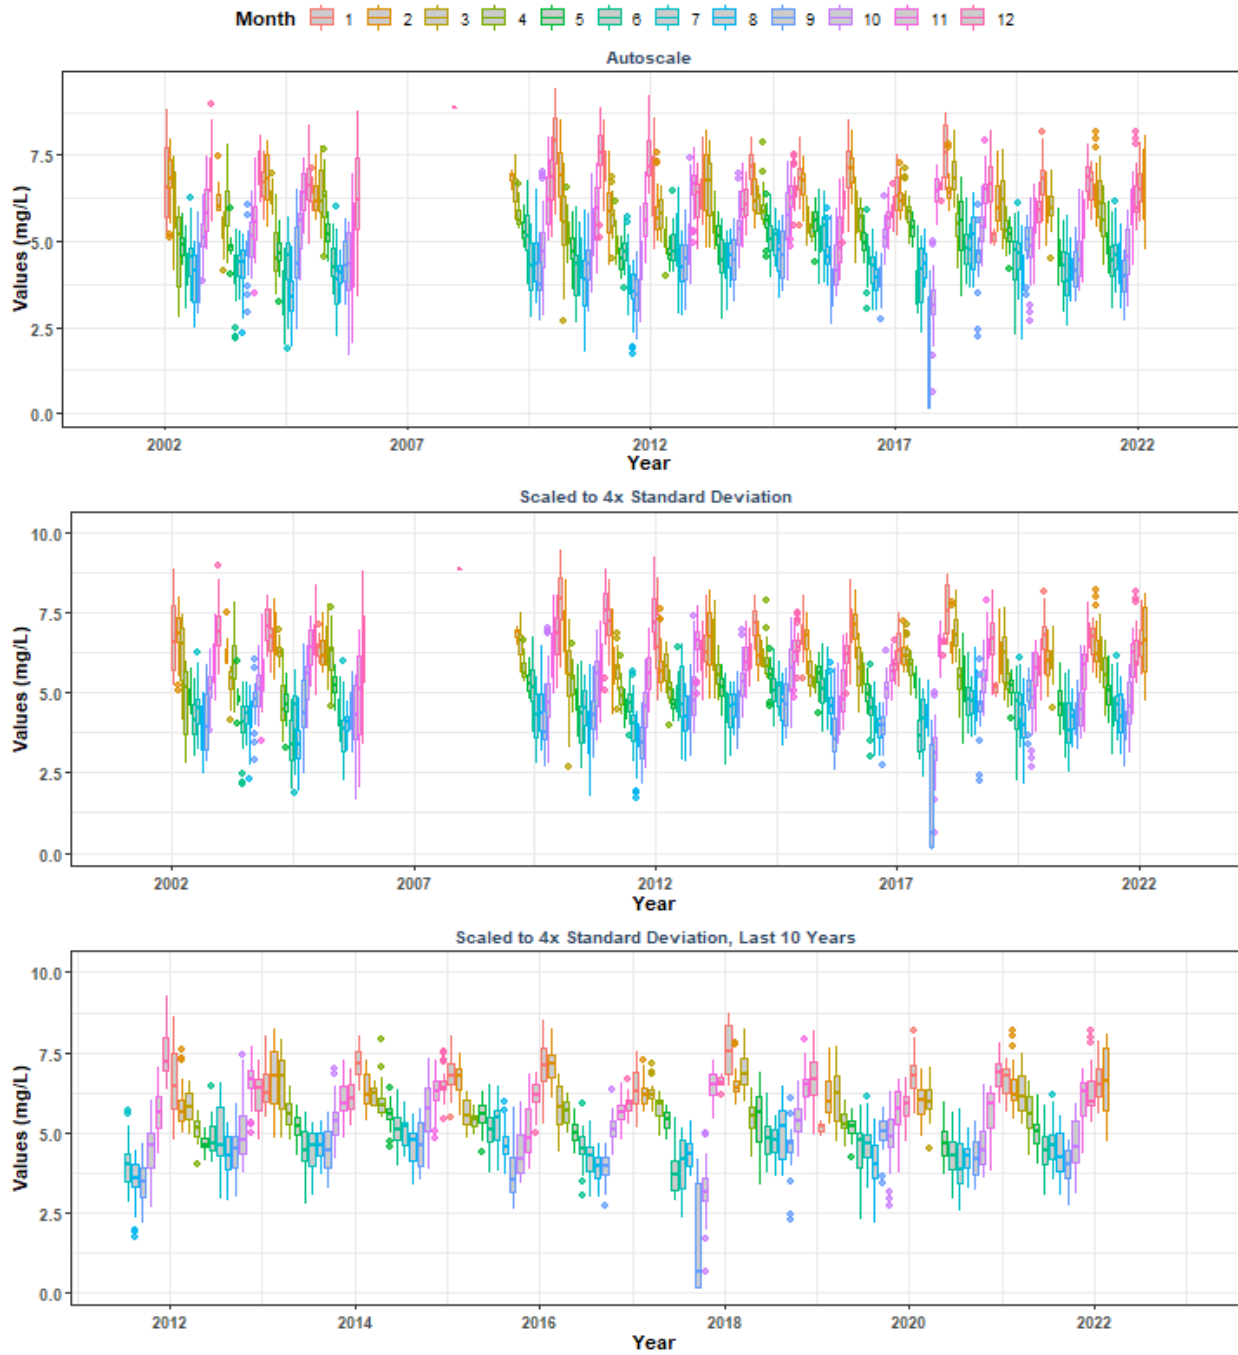 Month 1 2 3 4 5 6 7 8 9 10 11 12
Autoscale
Values (mg/L)
7.5
5.0
2.5
0.0
2002 2007 2012 2017 2022
Year
Scaled to 4x Standard Deviation
Values (mg/L)
10.0
7.5
5.0
2.5
0.0
2002 2007 2012 2017 2022
Year
Scaled to 4x Standard Deviation, Last 10 Years
Values (mg/L)
10.0
7.5
5.0
2.5
0.0
2012 2014 2016 2018 2020 2022
Year